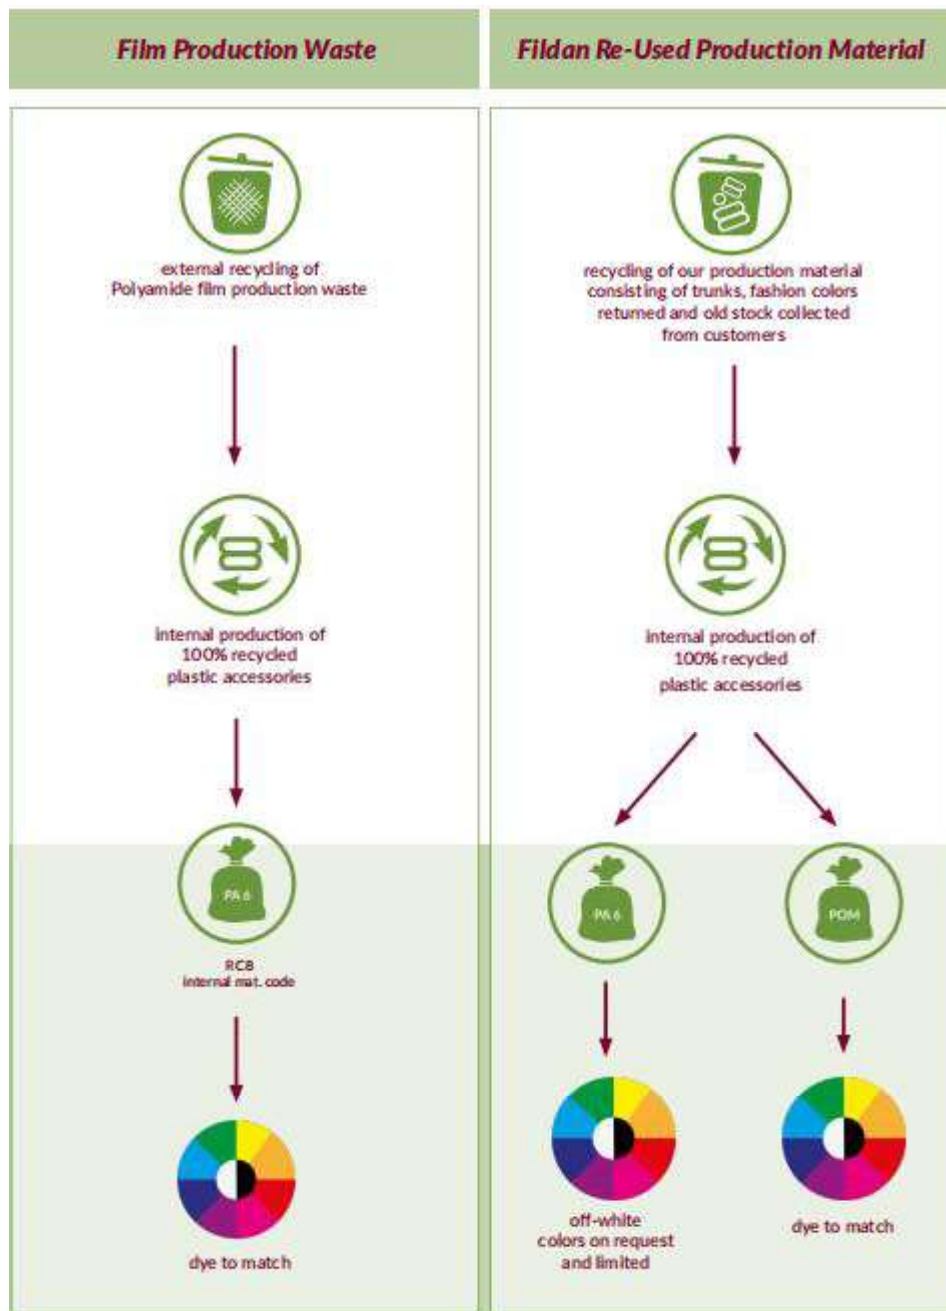 Film Production Waste
external recycling of
Polyamide film production waste
internal production of
100% recycled
plastic accessories
PA 6
RCB
internal mat. code
dye to match
Fildan Re-Used Production Material
recycling of our production material
consisting of trunks, fashion colors
returned and old stock collected
from customers
internal production of
100% recycled
plastic accessories
PA 6
POM
off-white
colors on request
and limited
dye to match